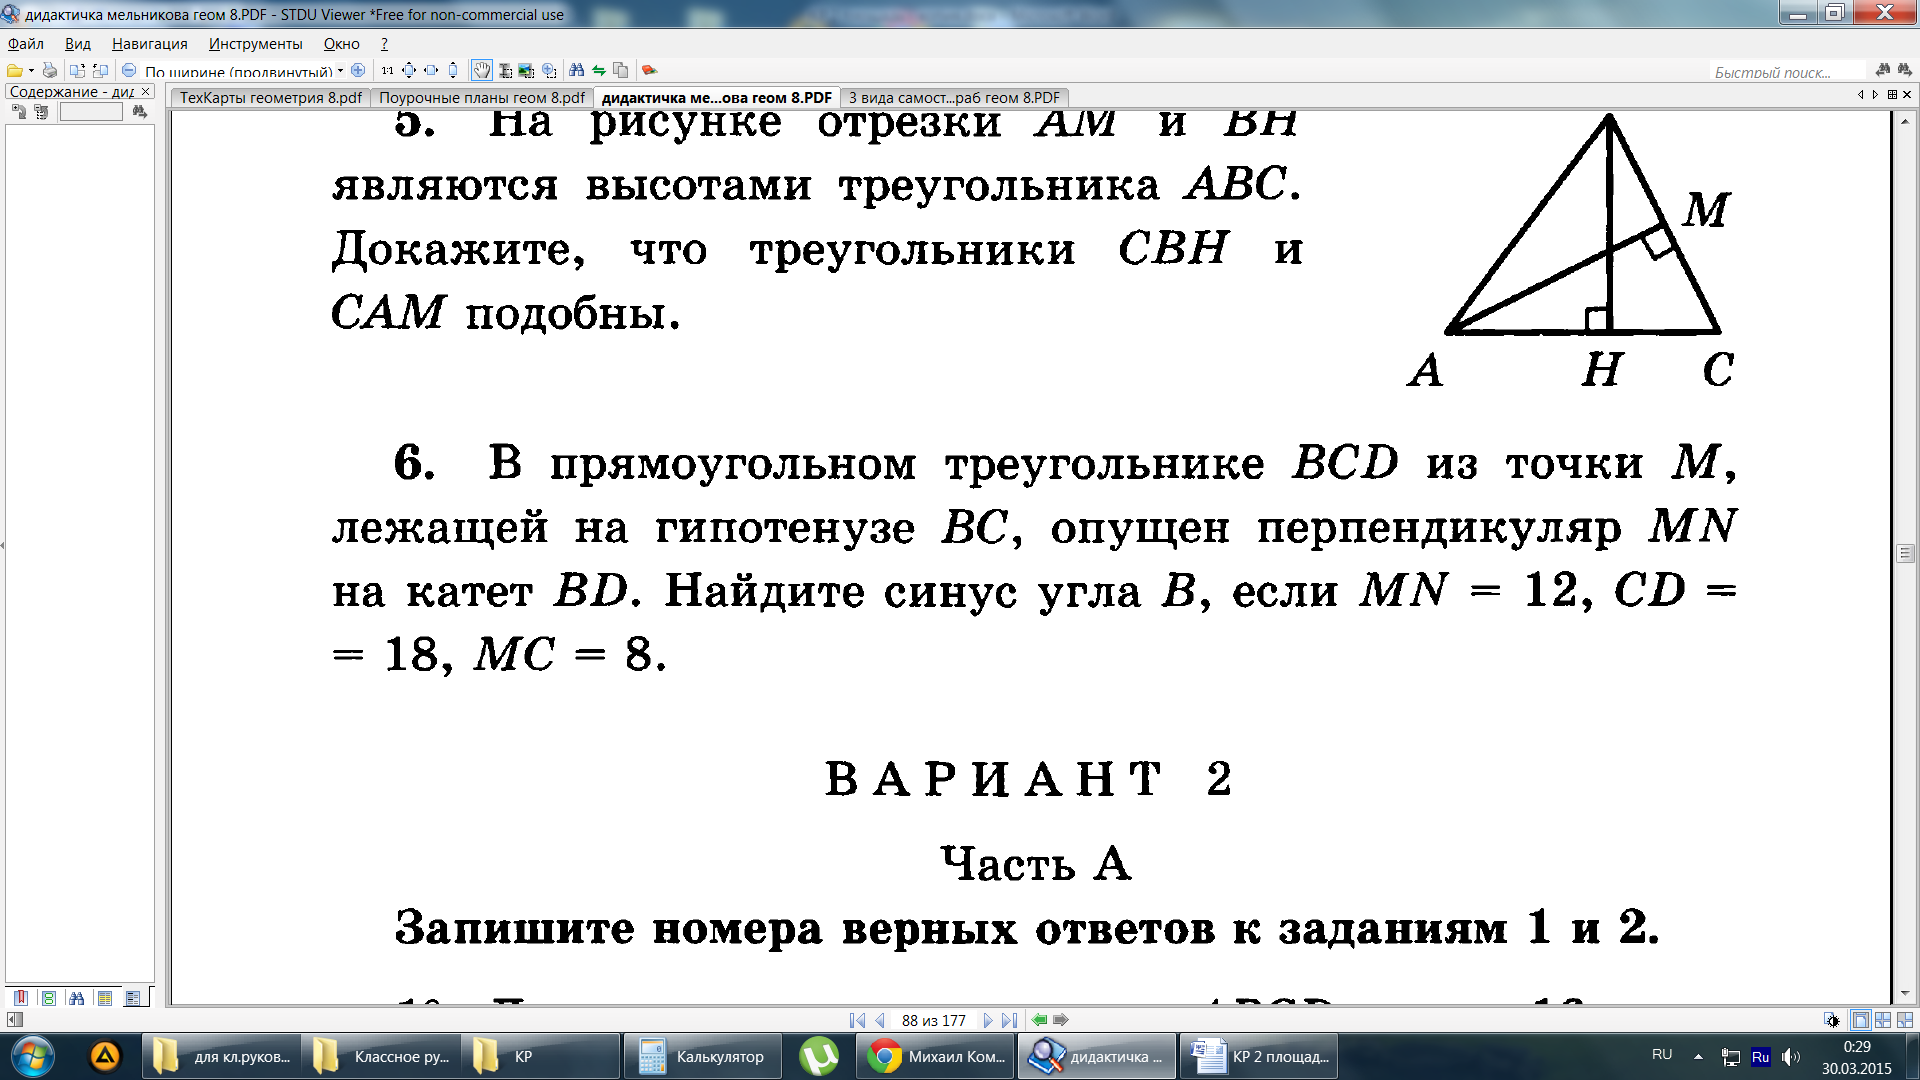 дидактичка мельникова геом 8.PDF - STDU Viewer *Free for non-commercial use
Файл Вид Навигация Инструменты Окно ?
По ширине (продвинутый) 1:1 Быстрый поиск...
Содержание - дид
ТехКарты геометрия 8.pdf Поурочные планы геом 8.pdf дидактичка ме...ова геом 8.PDF 3 вида самост...раб геом 8.PDF
5. На рисунке отрезки AM и BH
являются высотами треугольника ABC.
Докажите, что треугольники CBH и
CAM подобны.
M
A H C
6. В прямоугольном треугольнике BCD из точки M,
лежащей на гипотенузе BC, опущен перпендикуляр MN
на катет BD. Найдите синус угла B, если MN = 12, CD =
= 18, MC = 8.
ВАРИАНТ 2
Часть А
Запишите номера верных ответов к заданиям 1 и 2.
88 из 177
для кл.руков... Классное ру... КР Калькулятор Михаил Ком... дидактичка ... КР 2 площад... RU Ru 0:29
30.03.2015